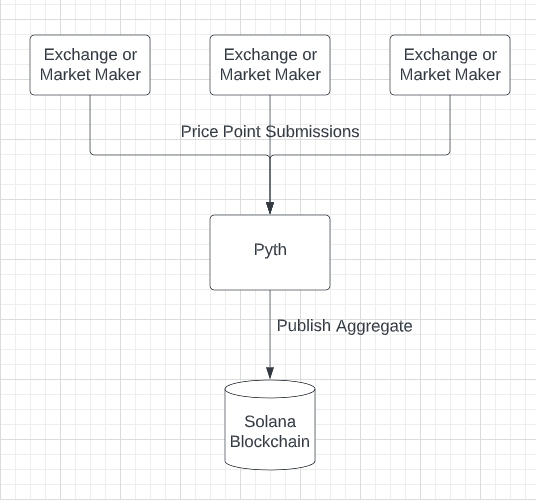 Exchange or
Market Maker
Exchange or
Market Maker
Exchange or
Market Maker
Price Point Submissions
Pyth
Publish Aggregate
Solana
Blockchain